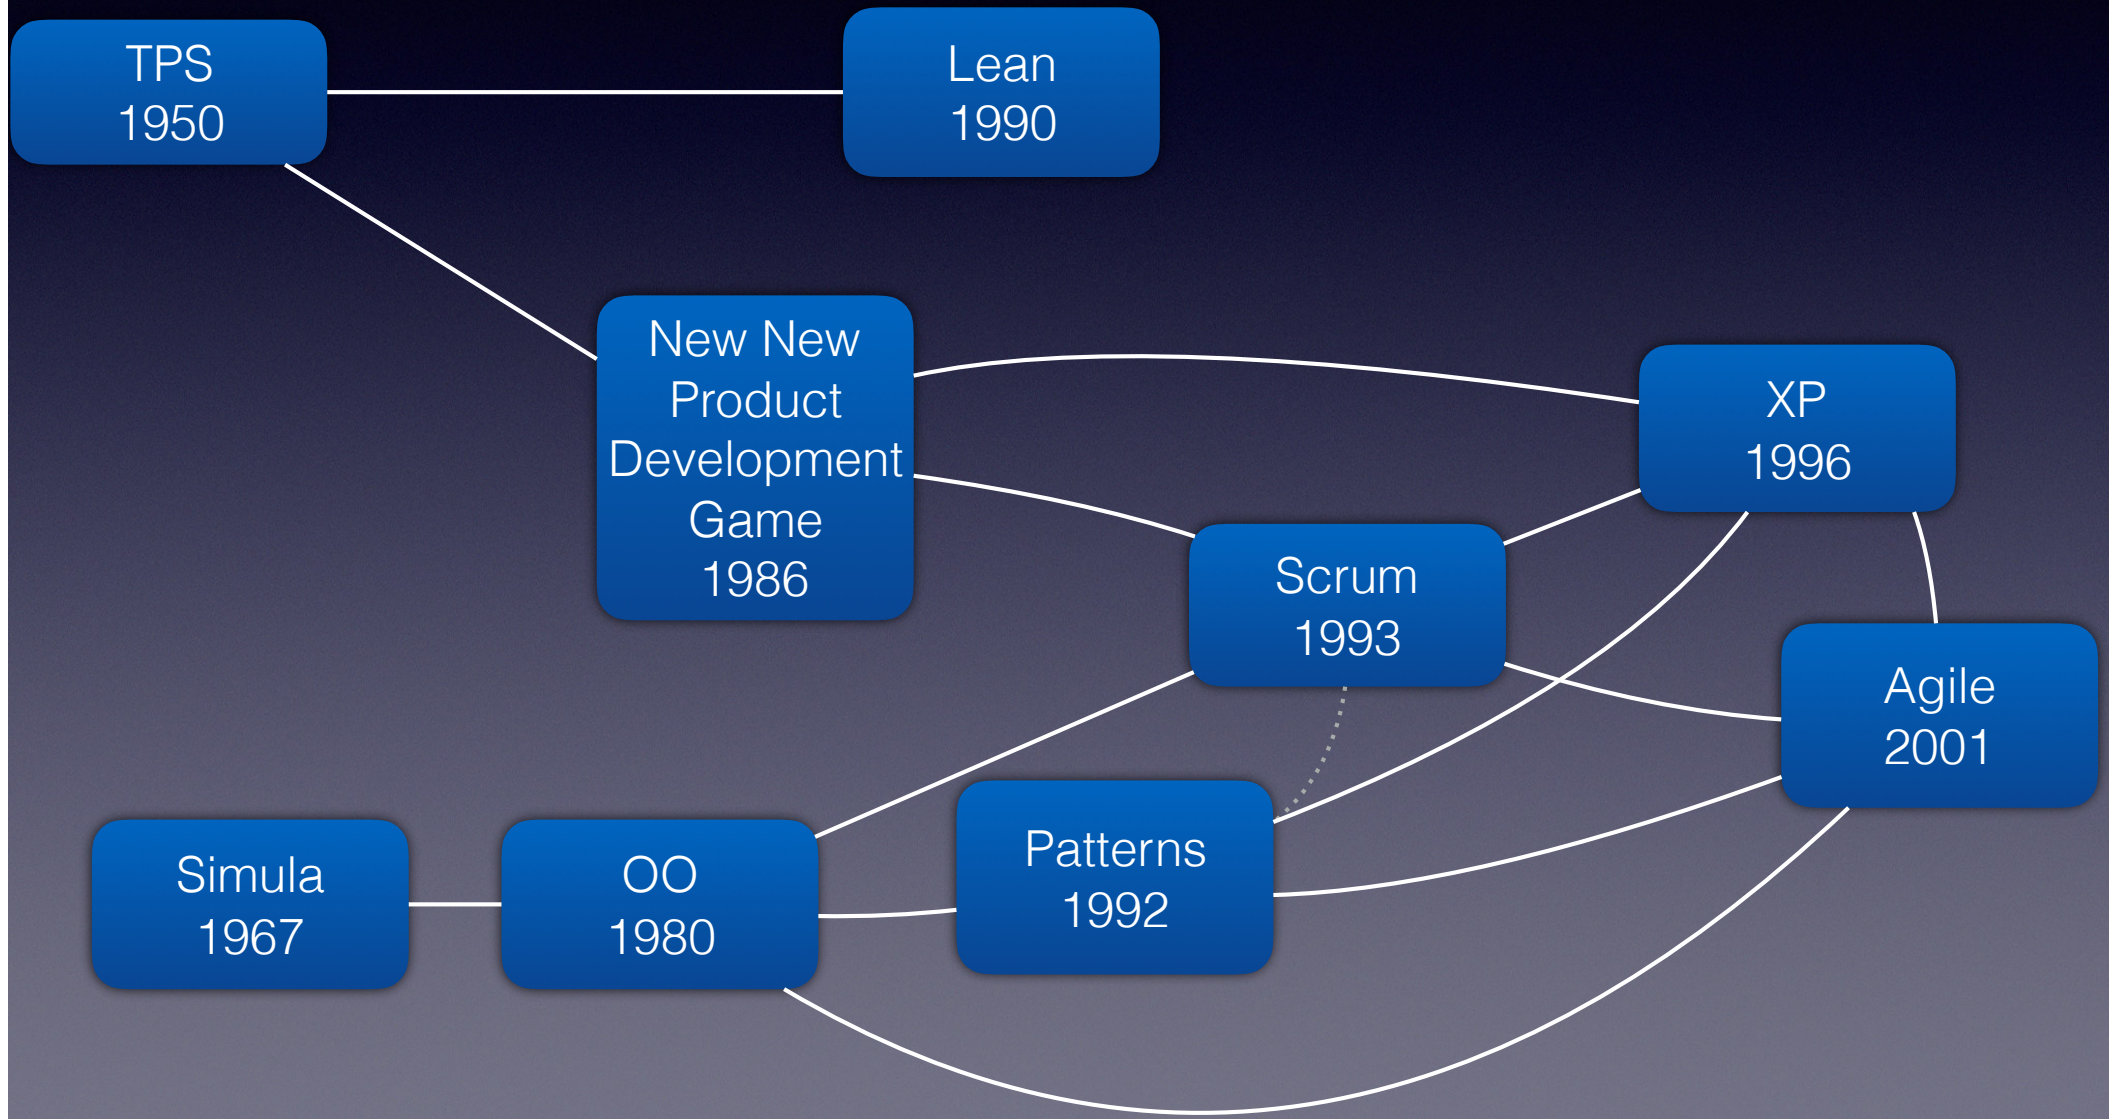 TPS
1950
Lean
1990
New New
Product
Development
Game
1986
XP
1996
Scrum
1993
Agile
2001
Simula
1967
OO
1980
Patterns
1992